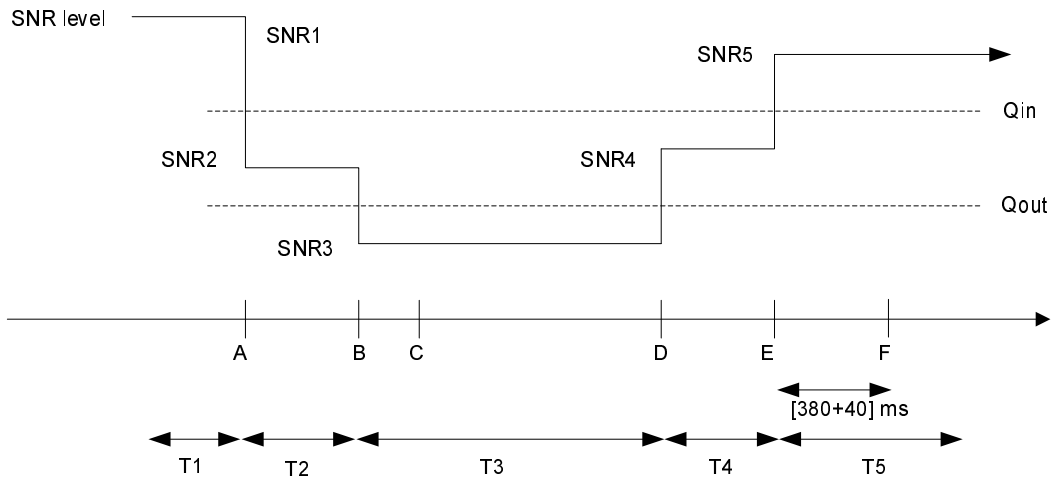 SNR level
SNR1
SNR5
Qin
SNR2
SNR4
Qout
SNR3
A
B
C
D
E
F
[380+40] ms
T1
T2
T3
T4
T5